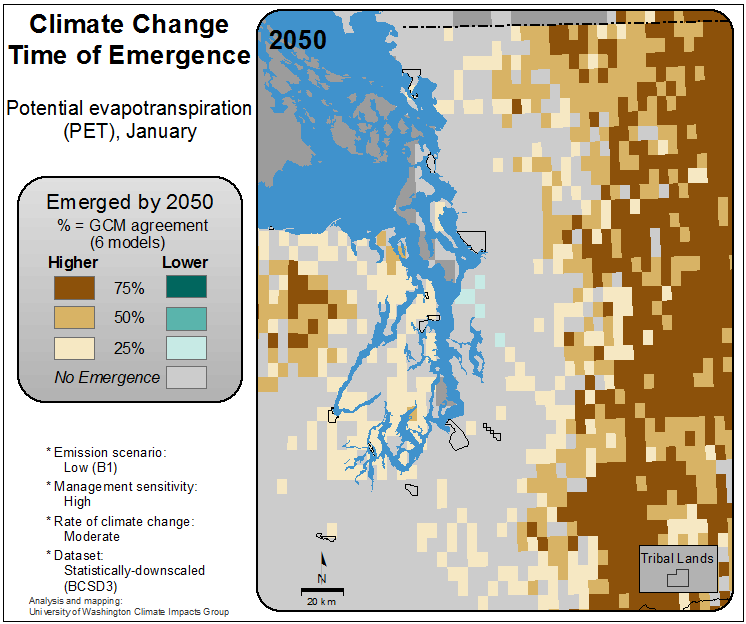 Climate Change
Time of Emergence
Potential evapotranspiration
(PET), January
Emerged by 2050
% = GCM agreement
(6 models)
Higher Lower
75%
50%
25%
No Emergence
* Emission scenario:
Low (B1)
* Management sensitivity:
High
* Rate of climate change:
Moderate
* Dataset:
Statistically-downscaled
(BCSD3)
Analysis and mapping:
University of Washington Climate Impacts Group
2050
N
20 km
Tribal Lands